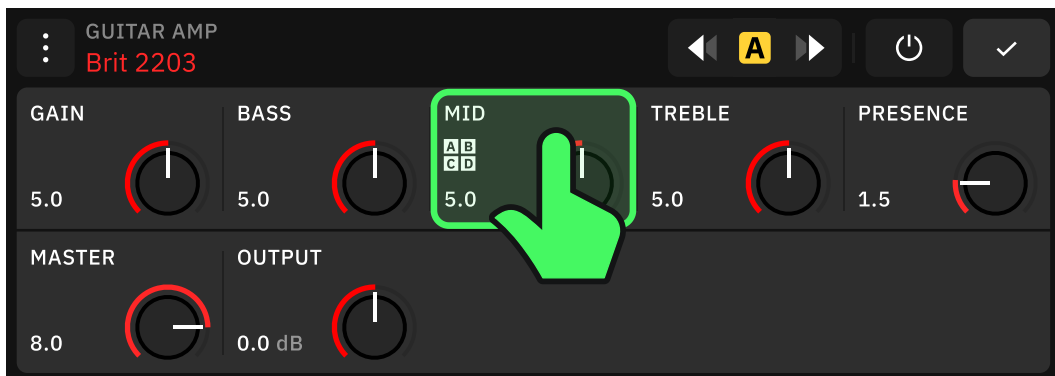 GUITAR AMP
Brit 2203
A
GAIN
5.0
BASS
5.0
MID
A B
C D
5.0
TREBLE
5.0
PRESENCE
1.5
MASTER
8.0
OUTPUT
0.0 dB